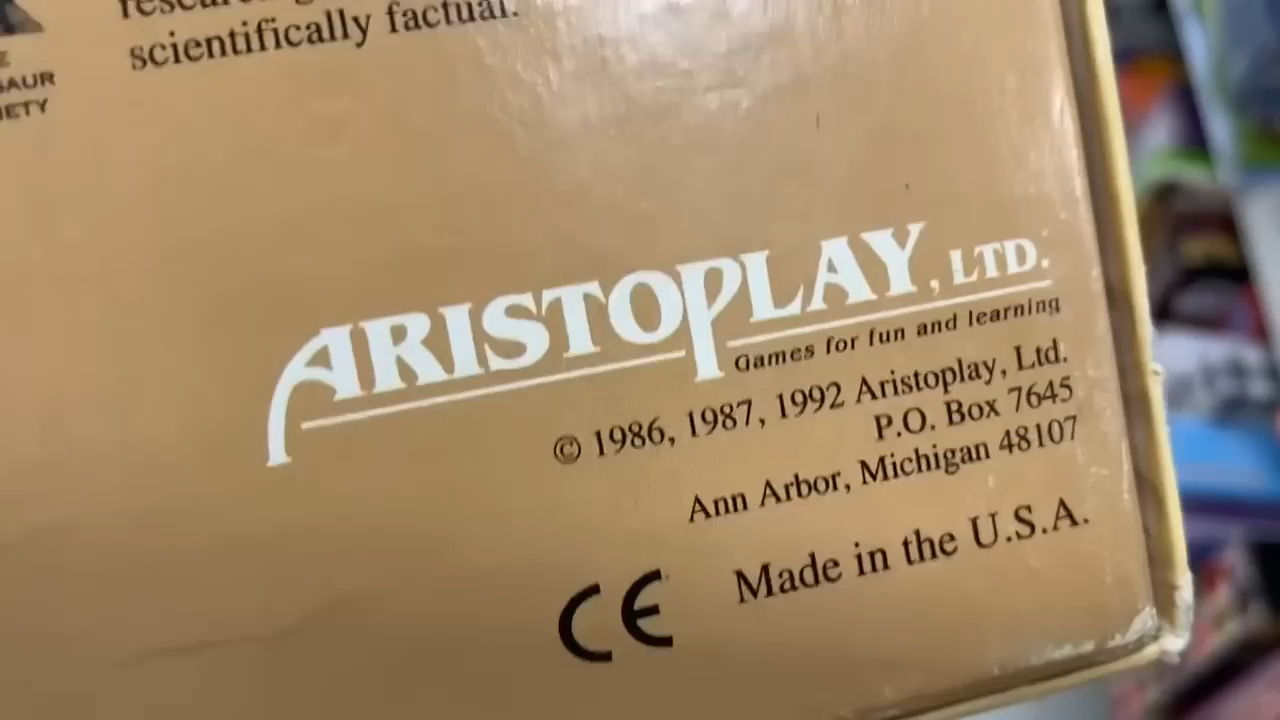 scientifically factual.
ARISTOPLAY, LTD.
Games for fun and learning
© 1986, 1987, 1992 Aristoplay, Ltd.
P.O. Box 7645
Ann Arbor, Michigan 48107
CE Made in the U.S.A.